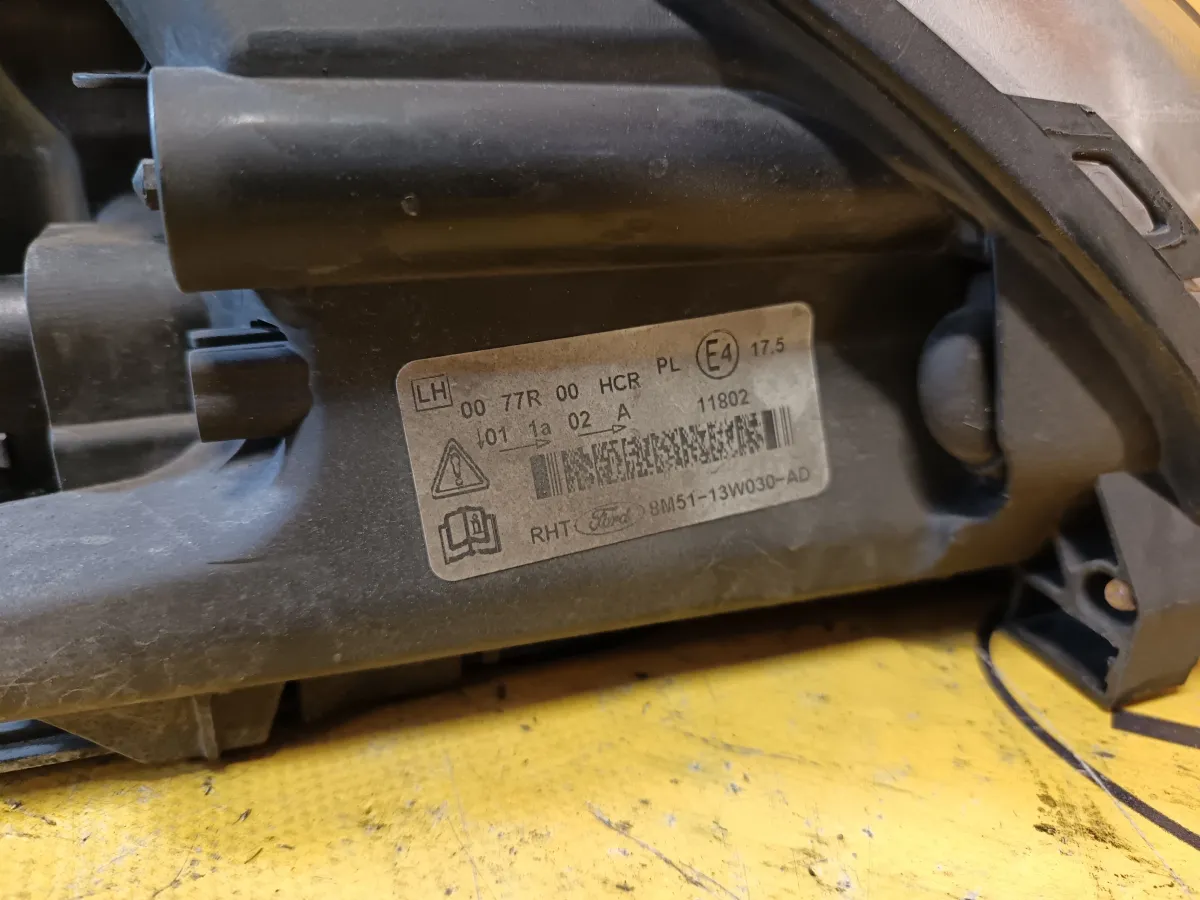 LH 00 77R 00 HCR PL E4 17.5
01 1a 02 A 11802
RHT Ford 8M51-13W030-AD